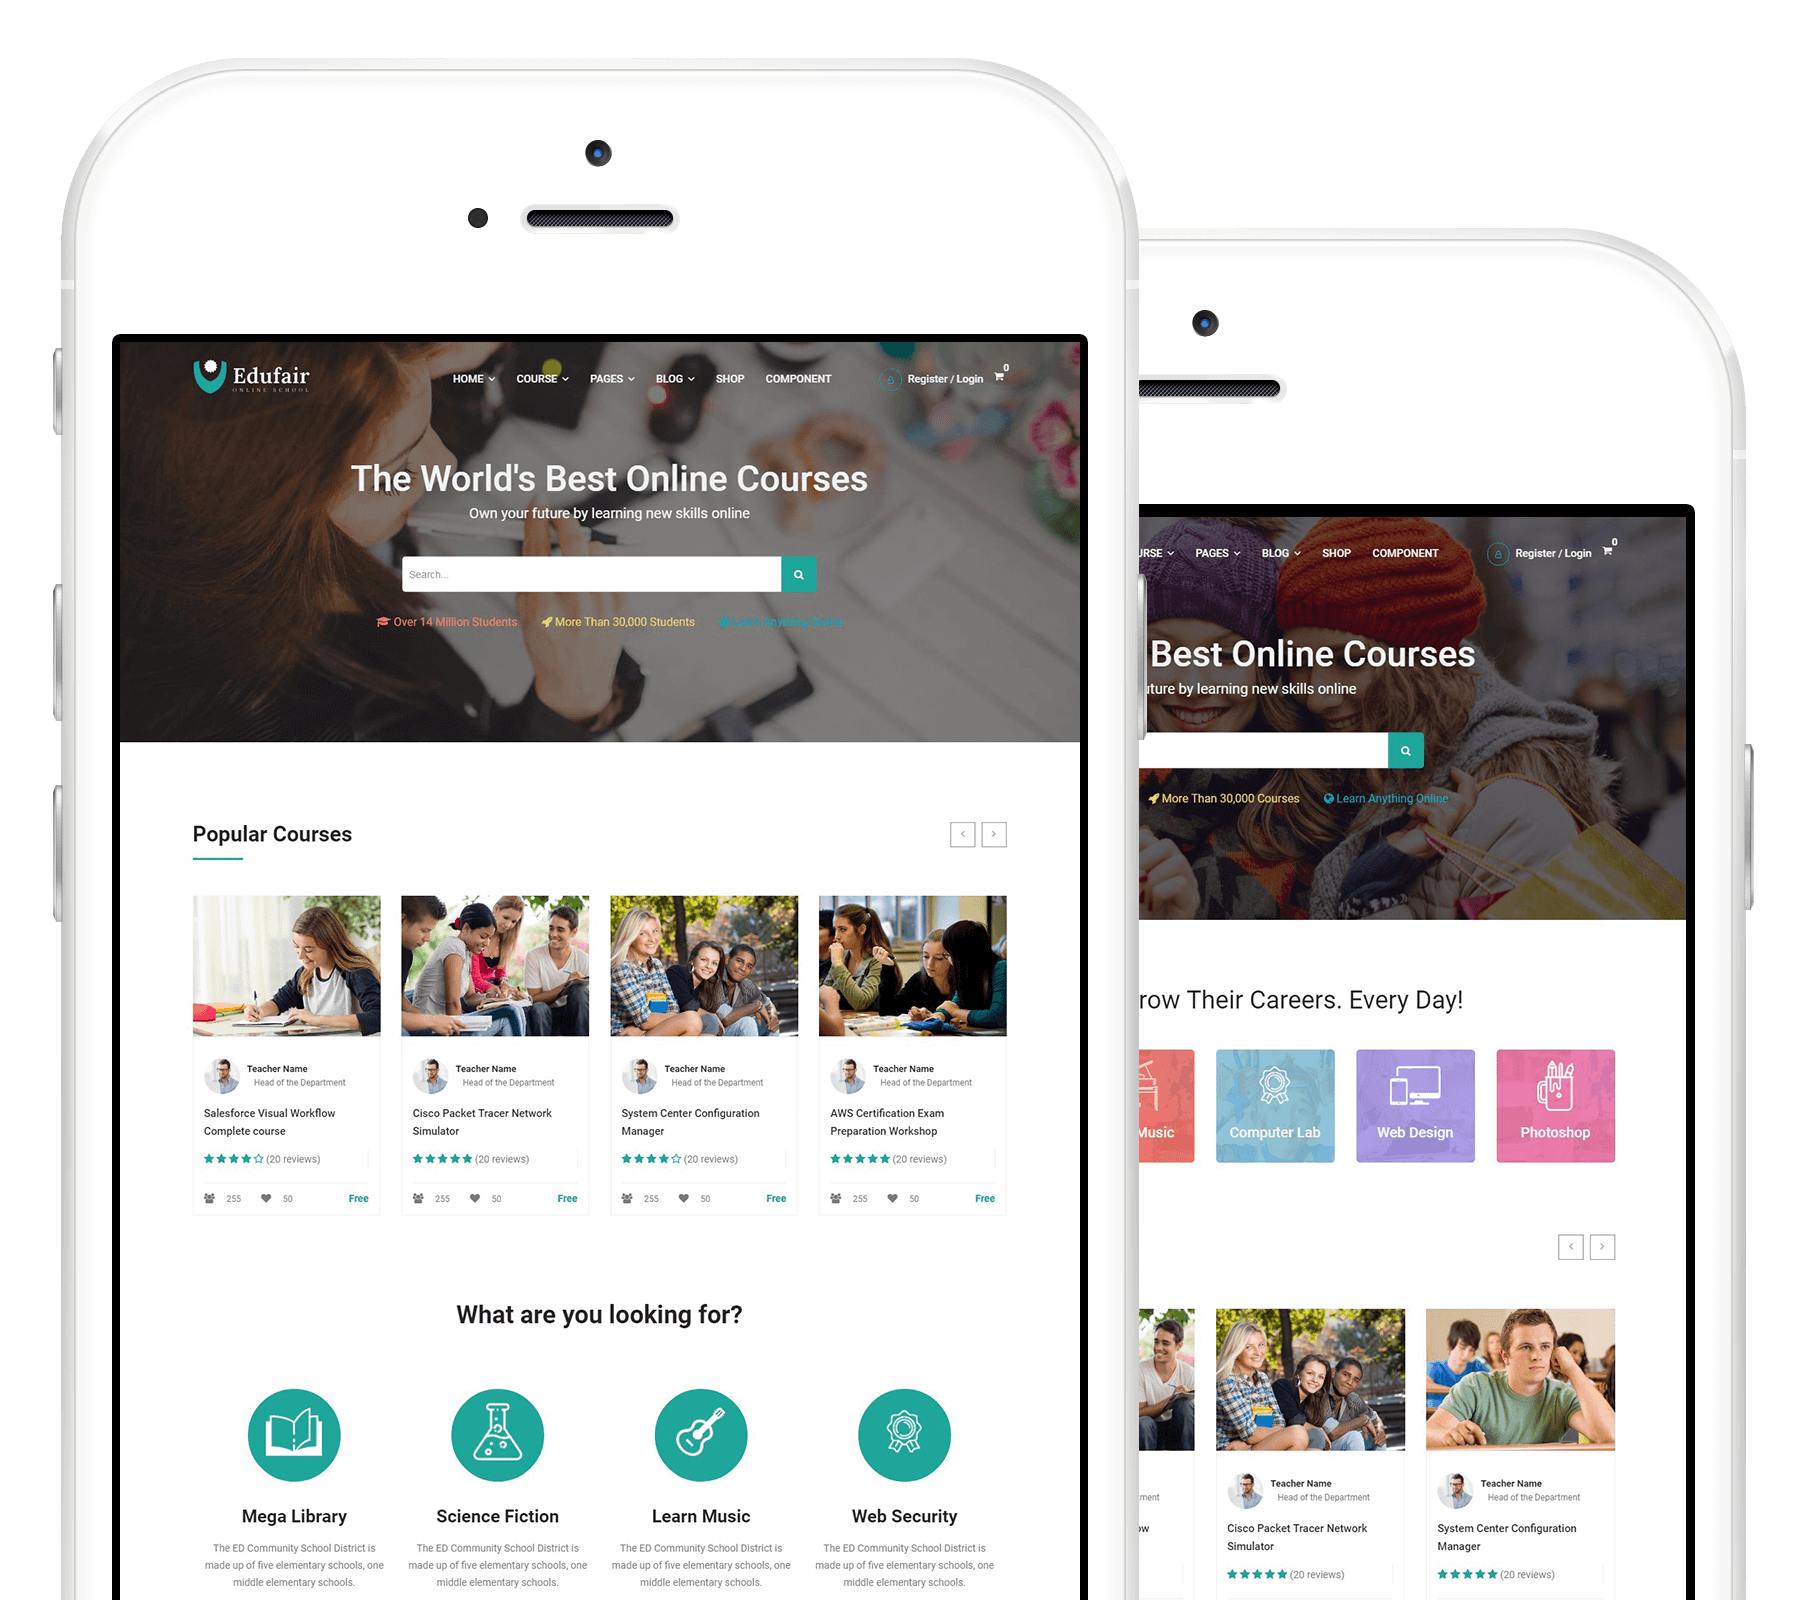 Edufair
ONLINE SCHOOL
HOME COURSE PAGES BLOG SHOP COMPONENT
Register / Login 0
The World's Best Online Courses
Own your future by learning new skills online
Search...
Over 14 Million Students More Than 30,000 Students Learn Anything Online
Popular Courses
Teacher Name
Head of the Department
Salesforce Visual Workflow
Complete course
(20 reviews)
255 50 Free
Teacher Name
Head of the Department
Cisco Packet Tracer Network
Simulator
(20 reviews)
255 50 Free
Teacher Name
Head of the Department
System Center Configuration
Manager
(20 reviews)
255 50 Free
Teacher Name
Head of the Department
AWS Certification Exam
Preparation Workshop
(20 reviews)
255 50 Free
What are you looking for?
Mega Library
The ED Community School District is
made up of five elementary schools, one
middle elementary schools.
Science Fiction
The ED Community School District is
made up of five elementary schools, one
middle elementary schools.
Learn Music
The ED Community School District is
made up of five elementary schools, one
middle elementary schools.
Web Security
The ED Community School District is
made up of five elementary schools, one
middle elementary schools.
URSE PAGES BLOG SHOP COMPONENT
Register / Login 0
Best Online Courses
uture by learning new skills online
More Than 30,000 Courses Learn Anything Online
row Their Careers. Every Day!
Music
Computer Lab
Web Design
Photoshop
ment
ow
Teacher Name
Head of the Department
Cisco Packet Tracer Network
Simulator
(20 reviews)
Teacher Name
Head of the Department
System Center Configuration
Manager
(20 reviews)